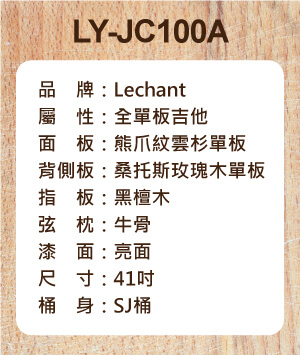 LY-JC100A
品　牌：Lechant
屬　性：全單板吉他
面　板：熊爪紋雲杉單板
背側板：桑托斯玫瑰木單板
指　板：黑檀木
弦　枕：牛骨
漆　面：亮面
尺　寸：41吋
桶　身：SJ桶